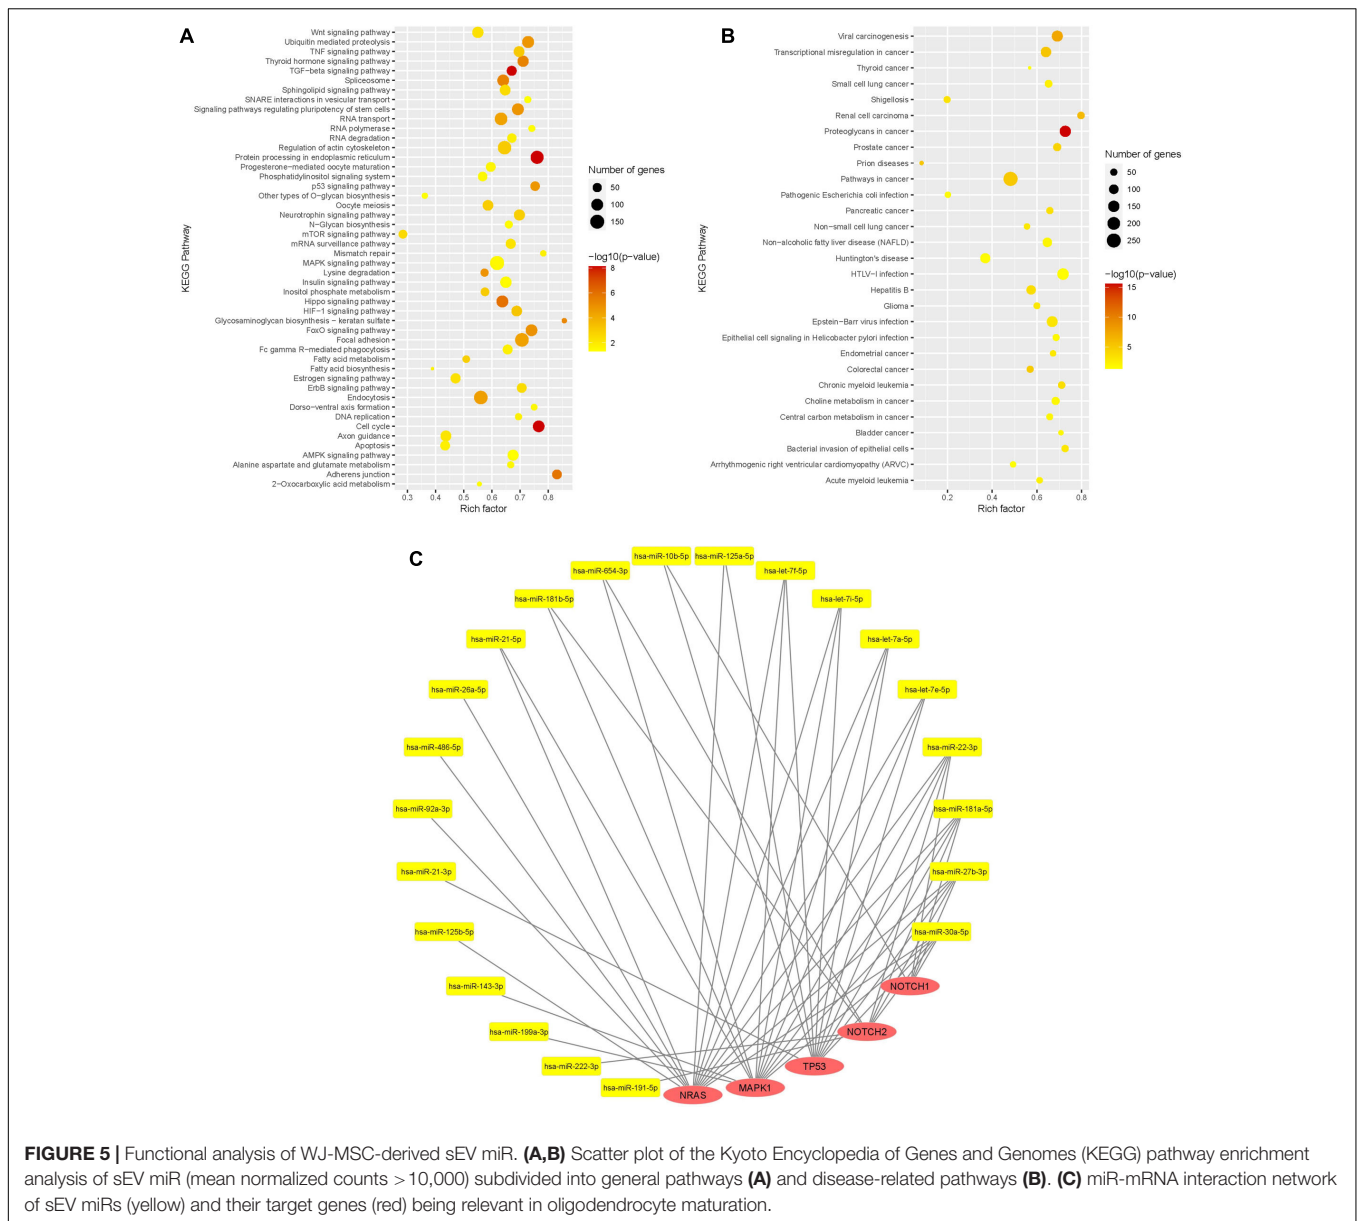 A
Wnt signaling pathway
Ubiquitin mediated proteolysis
TNF signaling pathway
Thyroid hormone signaling pathway
TGF-beta signaling pathway
Spliceosome
Sphingolipid signaling pathway
SNARE interactions in vesicular transport
Signaling pathways regulating pluripotency of stem cells
RNA transport
RNA polymerase
RNA degradation
Regulation of actin cytoskeleton
Protein processing in endoplasmic reticulum
Progesterone-mediated oocyte maturation
Phosphatidylinositol signaling system
p53 signaling pathway
Other types of O-glycan biosynthesis
Oocyte meiosis
Neurotrophin signaling pathway
N-Glycan biosynthesis
mTOR signaling pathway
mRNA surveillance pathway
Mismatch repair
MAPK signaling pathway
Lysine degradation
Insulin signaling pathway
Inositol phosphate metabolism
Hippo signaling pathway
HIF-1 signaling pathway
Glycosaminoglycan biosynthesis - keratan sulfate
FoxO signaling pathway
Focal adhesion
Fc gamma R-mediated phagocytosis
Fatty acid metabolism
Fatty acid biosynthesis
Estrogen signaling pathway
ErbB signaling pathway
Endocytosis
Dorso-ventral axis formation
DNA replication
Cell cycle
Axon guidance
Apoptosis
AMPK signaling pathway
Alanine aspartate and glutamate metabolism
Adherens junction
2-Oxocarboxylic acid metabolism
KEGG Pathway
0.3 0.4 0.5 0.6 0.7 0.8
Rich factor
Number of genes
50
100
150
-log10(p-value)
8
6
4
2
B
Viral carcinogenesis
Transcriptional misregulation in cancer
Thyroid cancer
Small cell lung cancer
Shigellosis
Renal cell carcinoma
Proteoglycans in cancer
Prostate cancer
Prion diseases
Pathways in cancer
Pathogenic Escherichia coli infection
Pancreatic cancer
Non-small cell lung cancer
Non-alcoholic fatty liver disease (NAFLD)
Huntington's disease
HTLV-I infection
Hepatitis B
Glioma
Epstein-Barr virus infection
Epithelial cell signaling in Helicobacter pylori infection
Endometrial cancer
Colorectal cancer
Chronic myeloid leukemia
Choline metabolism in cancer
Central carbon metabolism in cancer
Bladder cancer
Bacterial invasion of epithelial cells
Arrhythmogenic right ventricular cardiomyopathy (ARVC)
Acute myeloid leukemia
KEGG Pathway
0.2 0.4 0.6 0.8
Rich factor
Number of genes
50
100
150
200
250
-log10(p-value)
15
10
5
C
hsa-miR-10b-5p
hsa-miR-125a-5p
hsa-miR-654-3p
hsa-let-7f-5p
hsa-miR-181b-5p
hsa-let-7i-5p
hsa-miR-21-5p
hsa-let-7a-5p
hsa-miR-26a-5p
hsa-let-7e-5p
hsa-miR-486-5p
hsa-miR-22-3p
hsa-miR-92a-3p
hsa-miR-181a-5p
hsa-miR-21-3p
hsa-miR-27b-3p
hsa-miR-125b-5p
hsa-miR-30a-5p
hsa-miR-143-3p
NOTCH1
hsa-miR-199a-3p
NOTCH2
hsa-miR-222-3p
TP53
hsa-miR-191-5p
MAPK1
NRAS
FIGURE 5 | Functional analysis of WJ-MSC-derived sEV miR. (A,B) Scatter plot of the Kyoto Encyclopedia of Genes and Genomes (KEGG) pathway enrichment
analysis of sEV miR (mean normalized counts >10,000) subdivided into general pathways (A) and disease-related pathways (B). (C) miR-mRNA interaction network
of sEV miRs (yellow) and their target genes (red) being relevant in oligodendrocyte maturation.